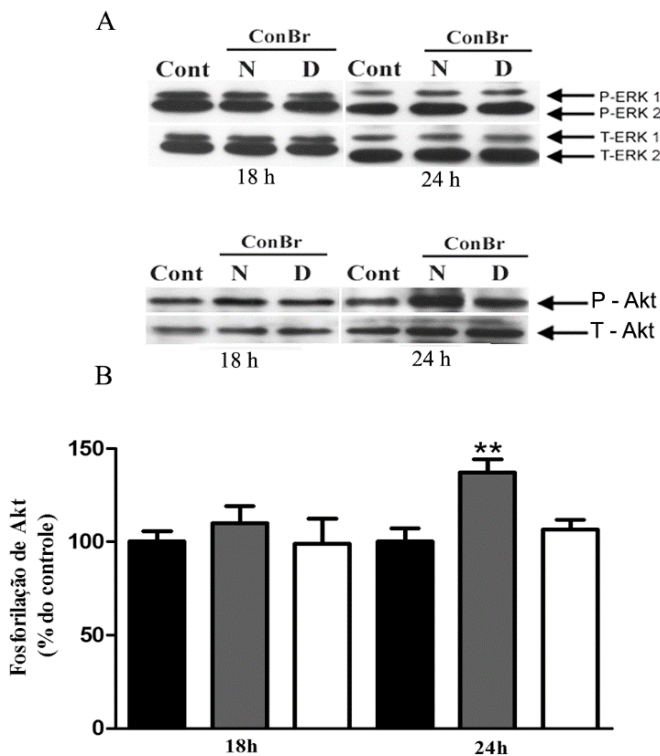 A
ConBr ConBr
Cont N D Cont N D
P-ERK 1
P-ERK 2
T-ERK 1
T-ERK 2
18 h 24 h
ConBr ConBr
Cont N D Cont N D
P - Akt
T - Akt
18 h 24 h
B
Fosforilação de Akt
(% do controle)
150
**
100
50
0
18h 24h